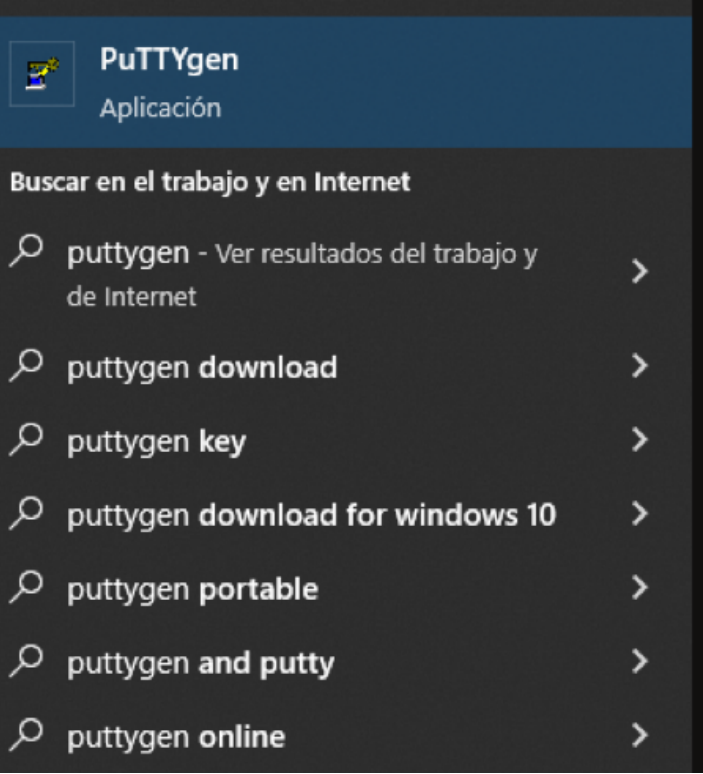 PuTTYgen
Aplicación
Buscar en el trabajo y en Internet
puttygen - Ver resultados del trabajo y
de Internet
puttygen download
puttygen key
puttygen download for windows 10
puttygen portable
puttygen and putty
puttygen online